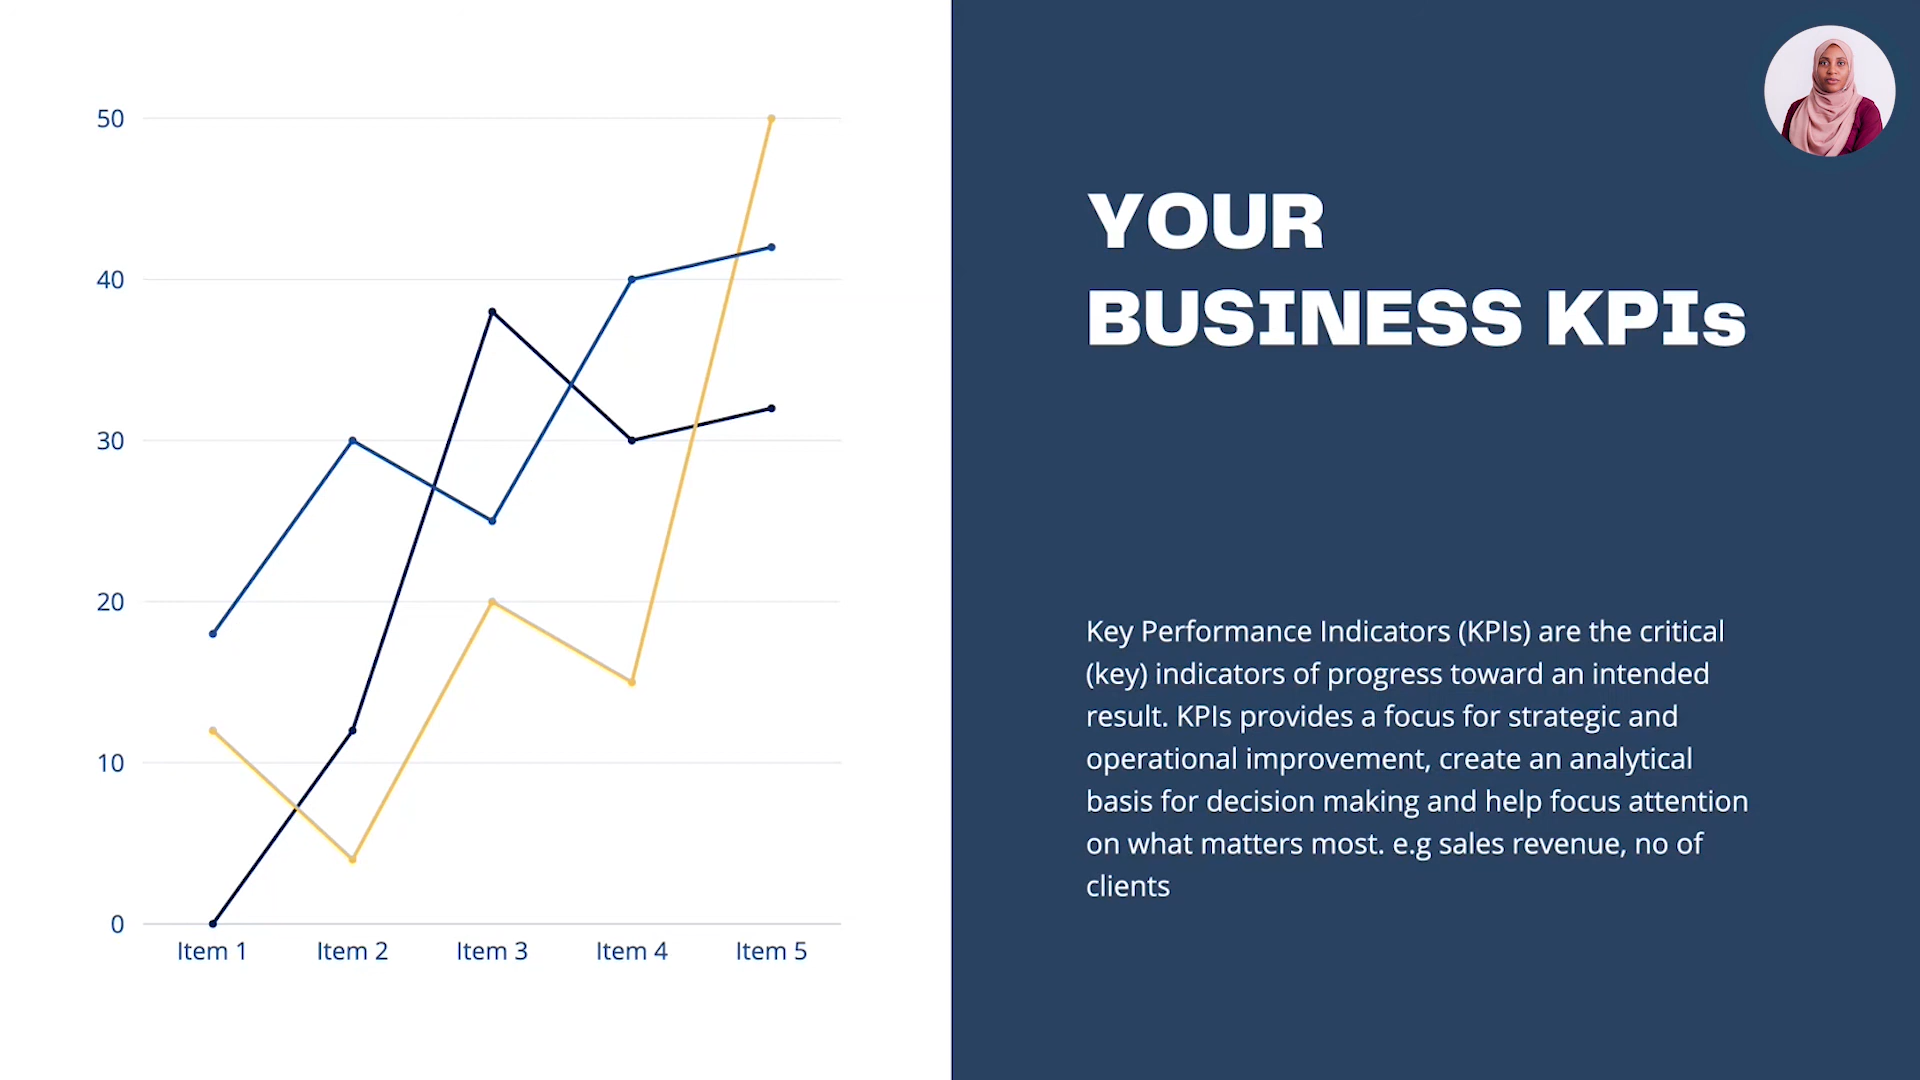 50
40
30
20
10
0
Item 1 Item 2 Item 3 Item 4 Item 5
YOUR
BUSINESS KPIs
Key Performance Indicators (KPIs) are the critical
(key) indicators of progress toward an intended
result. KPIs provides a focus for strategic and
operational improvement, create an analytical
basis for decision making and help focus attention
on what matters most. e.g sales revenue, no of
clients